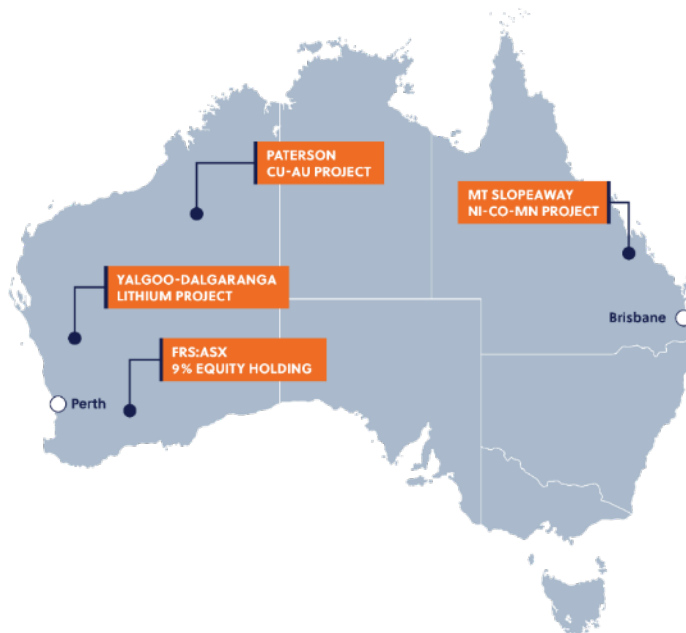 PATERSON
CU-AU PROJECT
MT SLOPEAWAY
NI-CO-MN PROJECT
YALGOO-DALGARANGA
LITHIUM PROJECT
Brisbane
FRS:ASX
9% EQUITY HOLDING
Perth